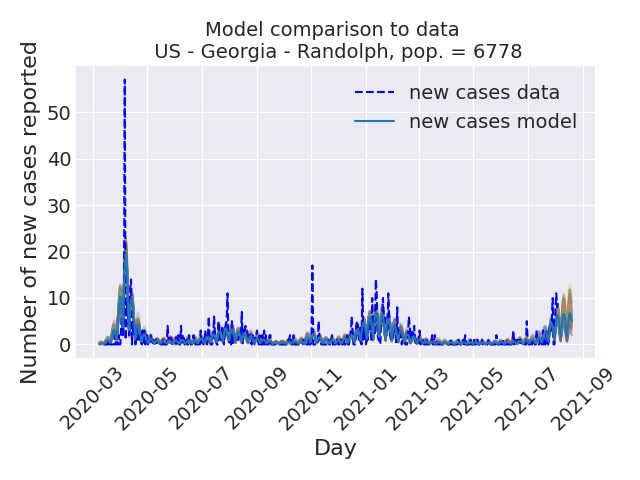 Model comparison to data
US - Georgia - Randolph, pop. = 6778
new cases data
new cases model
Number of new cases reported
50
40
30
20
10
0
2020-03
2020-05
2020-07
2020-09
2020-11
2021-01
2021-03
2021-05
2021-07
2021-09
Day